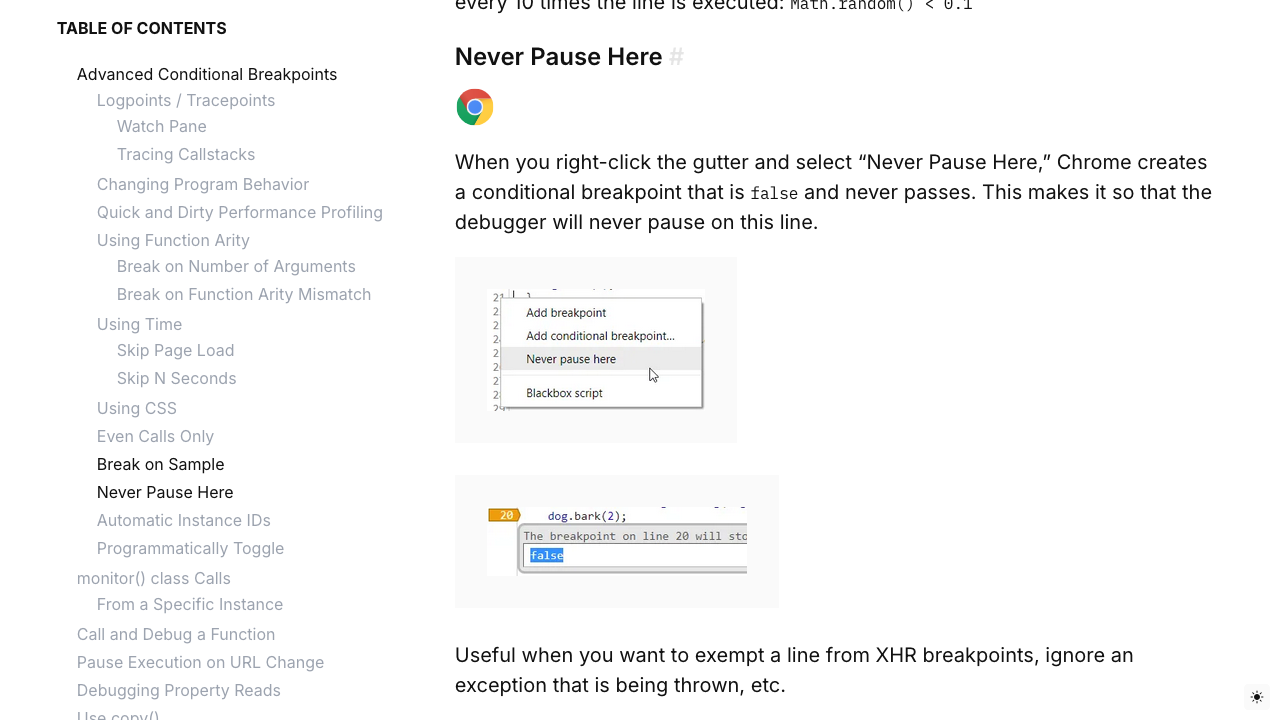 TABLE OF CONTENTS
Advanced Conditional Breakpoints
Logpoints / Tracepoints
Watch Pane
Tracing Callstacks
Changing Program Behavior
Quick and Dirty Performance Profiling
Using Function Arity
Break on Number of Arguments
Break on Function Arity Mismatch
Using Time
Skip Page Load
Skip N Seconds
Using CSS
Even Calls Only
Break on Sample
Never Pause Here
Automatic Instance IDs
Programmatically Toggle
monitor() class Calls
From a Specific Instance
Call and Debug a Function
Pause Execution on URL Change
Debugging Property Reads
Use copy()
every 10 times the line is executed: Math.random() < 0.1
Never Pause Here #
When you right-click the gutter and select “Never Pause Here,” Chrome creates
a conditional breakpoint that is false and never passes. This makes it so that the
debugger will never pause on this line.
21 }
Add breakpoint
Add conditional breakpoint...
Never pause here
Blackbox script
20 dog.bark(2);
The breakpoint on line 20 will sto
false
Useful when you want to exempt a line from XHR breakpoints, ignore an
exception that is being thrown, etc.